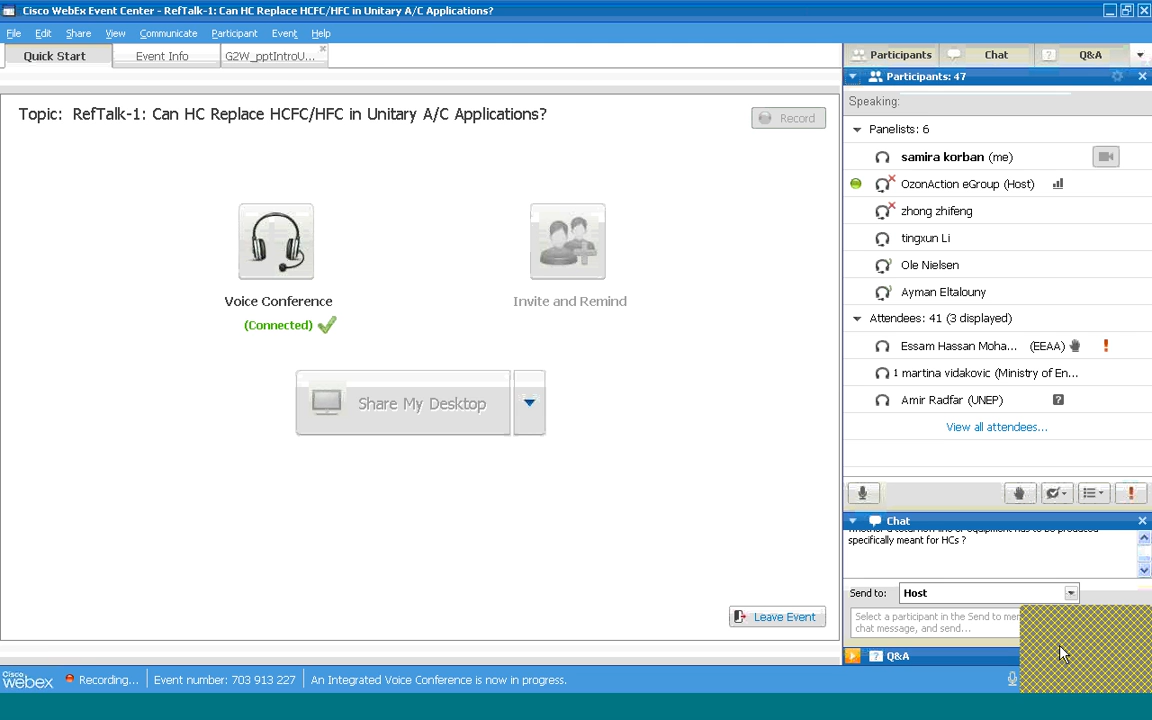 Cisco WebEx Event Center - RefTalk-1: Can HC Replace HCFC/HFC in Unitary A/C Applications?
File Edit Share View Communicate Participant Event Help
Quick Start Event Info G2W_pptIntroU...
Participants Chat Q&A
Participants: 47
Speaking:
Topic: RefTalk-1: Can HC Replace HCFC/HFC in Unitary A/C Applications?
Record
Panelists: 6
samira korban (me)
OzonAction eGroup (Host)
zhong zhifeng
tingxun Li
Ole Nielsen
Ayman Eltalouny
Voice Conference
(Connected)
Invite and Remind
Attendees: 41 (3 displayed)
Essam Hassan Moha... (EEAA)
1 martina vidakovic (Ministry of En...
Amir Radfar (UNEP)
View all attendees...
Share My Desktop
Chat
specifically meant for HCs ?
Send to: Host
Select a participant in the Send to
chat message, and send...
Leave Event
Q&A
Cisco webex Recording... Event number: 703 913 227 An Integrated Voice Conference is now in progress.